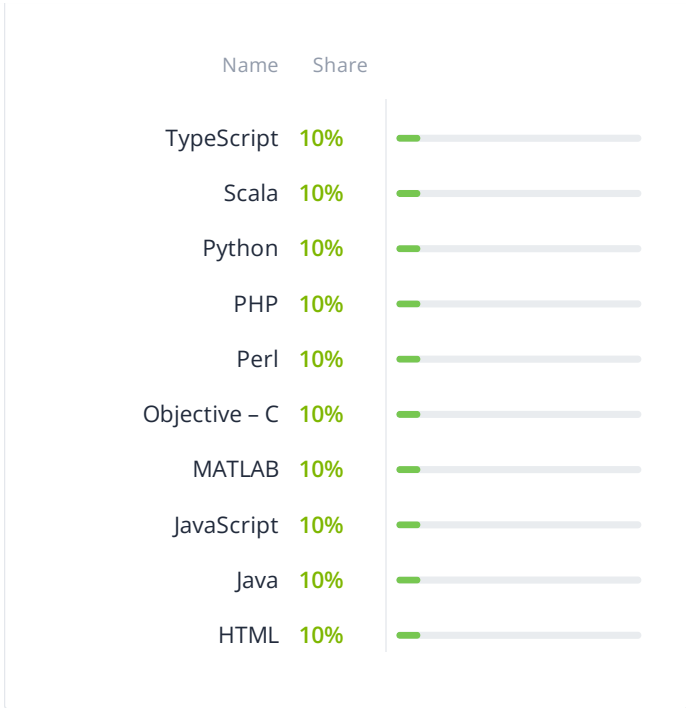 Name Share
TypeScript 10%
Scala 10%
Python 10%
PHP 10%
Perl 10%
Objective – C 10%
MATLAB 10%
JavaScript 10%
Java 10%
HTML 10%